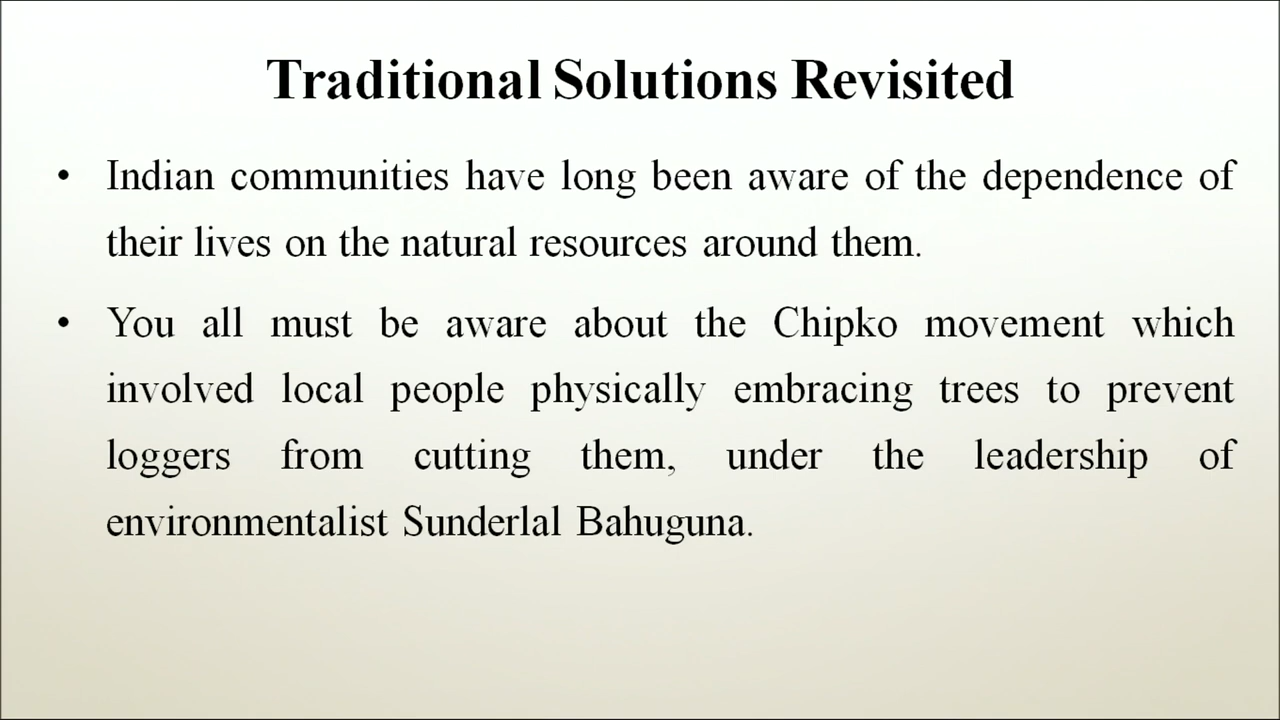 Traditional Solutions Revisited
• Indian communities have long been aware of the dependence of
their lives on the natural resources around them.
• You all must be aware about the Chipko movement which
involved local people physically embracing trees to prevent
loggers from cutting them, under the leadership of
environmentalist Sunderlal Bahuguna.